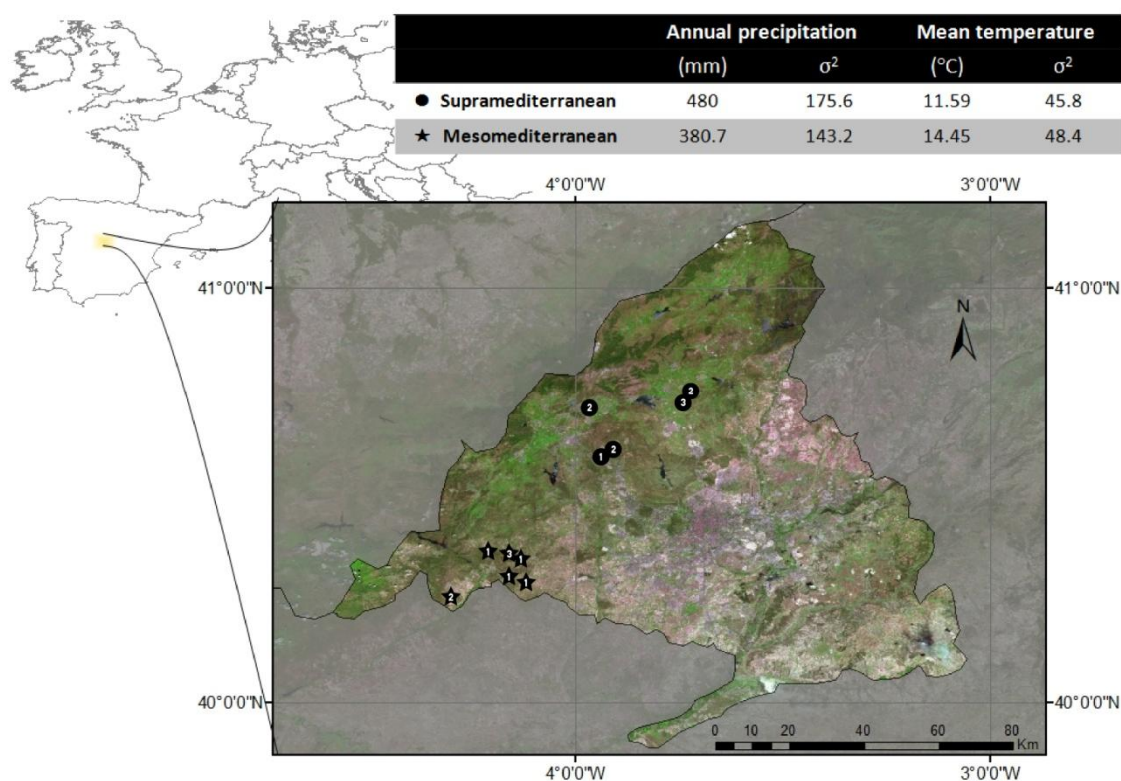 Annual precipitation Mean temperature
(mm) σ² (°C) σ²
● Supramediterranean 480 175.6 11.59 45.8
★ Mesomediterranean 380.7 143.2 14.45 48.4
4°0'0"W 3°0'0"W
41°0'0"N 41°0'0"N
N
2
3
2
2
1
1
3
1
1
1
2
40°0'0"N 40°0'0"N
0 10 20 40 60 80
Km
4°0'0"W 3°0'0"W